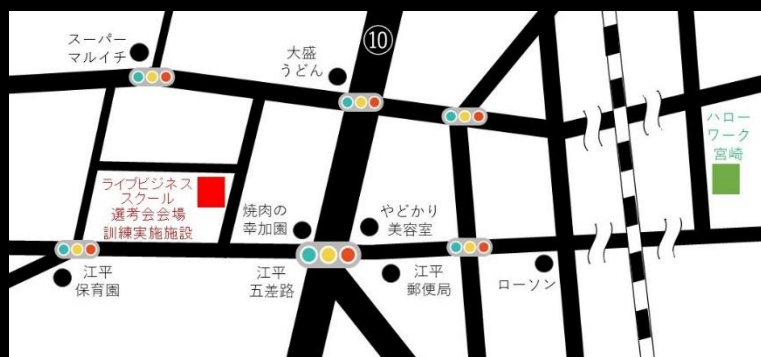 スーパー
マルイチ
大盛
うどん
⑩
ハロー
ワーク
宮崎
ライブビジネス
スクール
選考会会場
訓練実施施設
焼肉の
幸加園
やどかり
美容室
江平
保育園
江平
五差路
江平
郵便局
ローソン